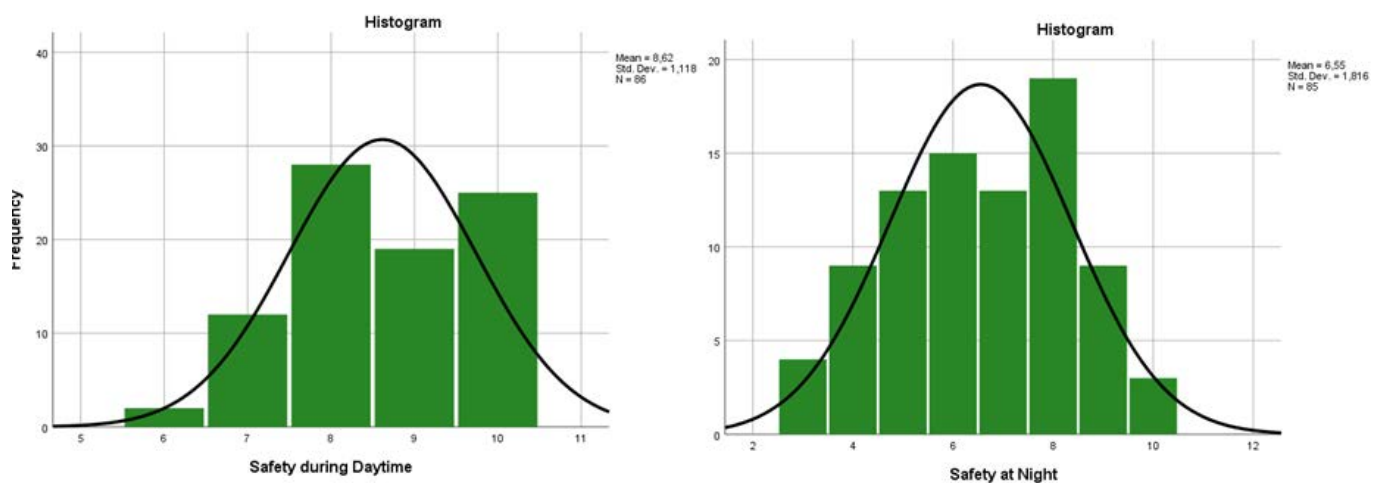 Histogram
Mean = 8,62
Std. Dev. = 1,118
N = 86
40
30
20
10
0
Frequency
5 6 7 8 9 10 11
Safety during Daytime
Histogram
Mean = 6,55
Std. Dev. = 1,816
N = 85
20
15
10
5
0
2 4 6 8 10 12
Safety at Night